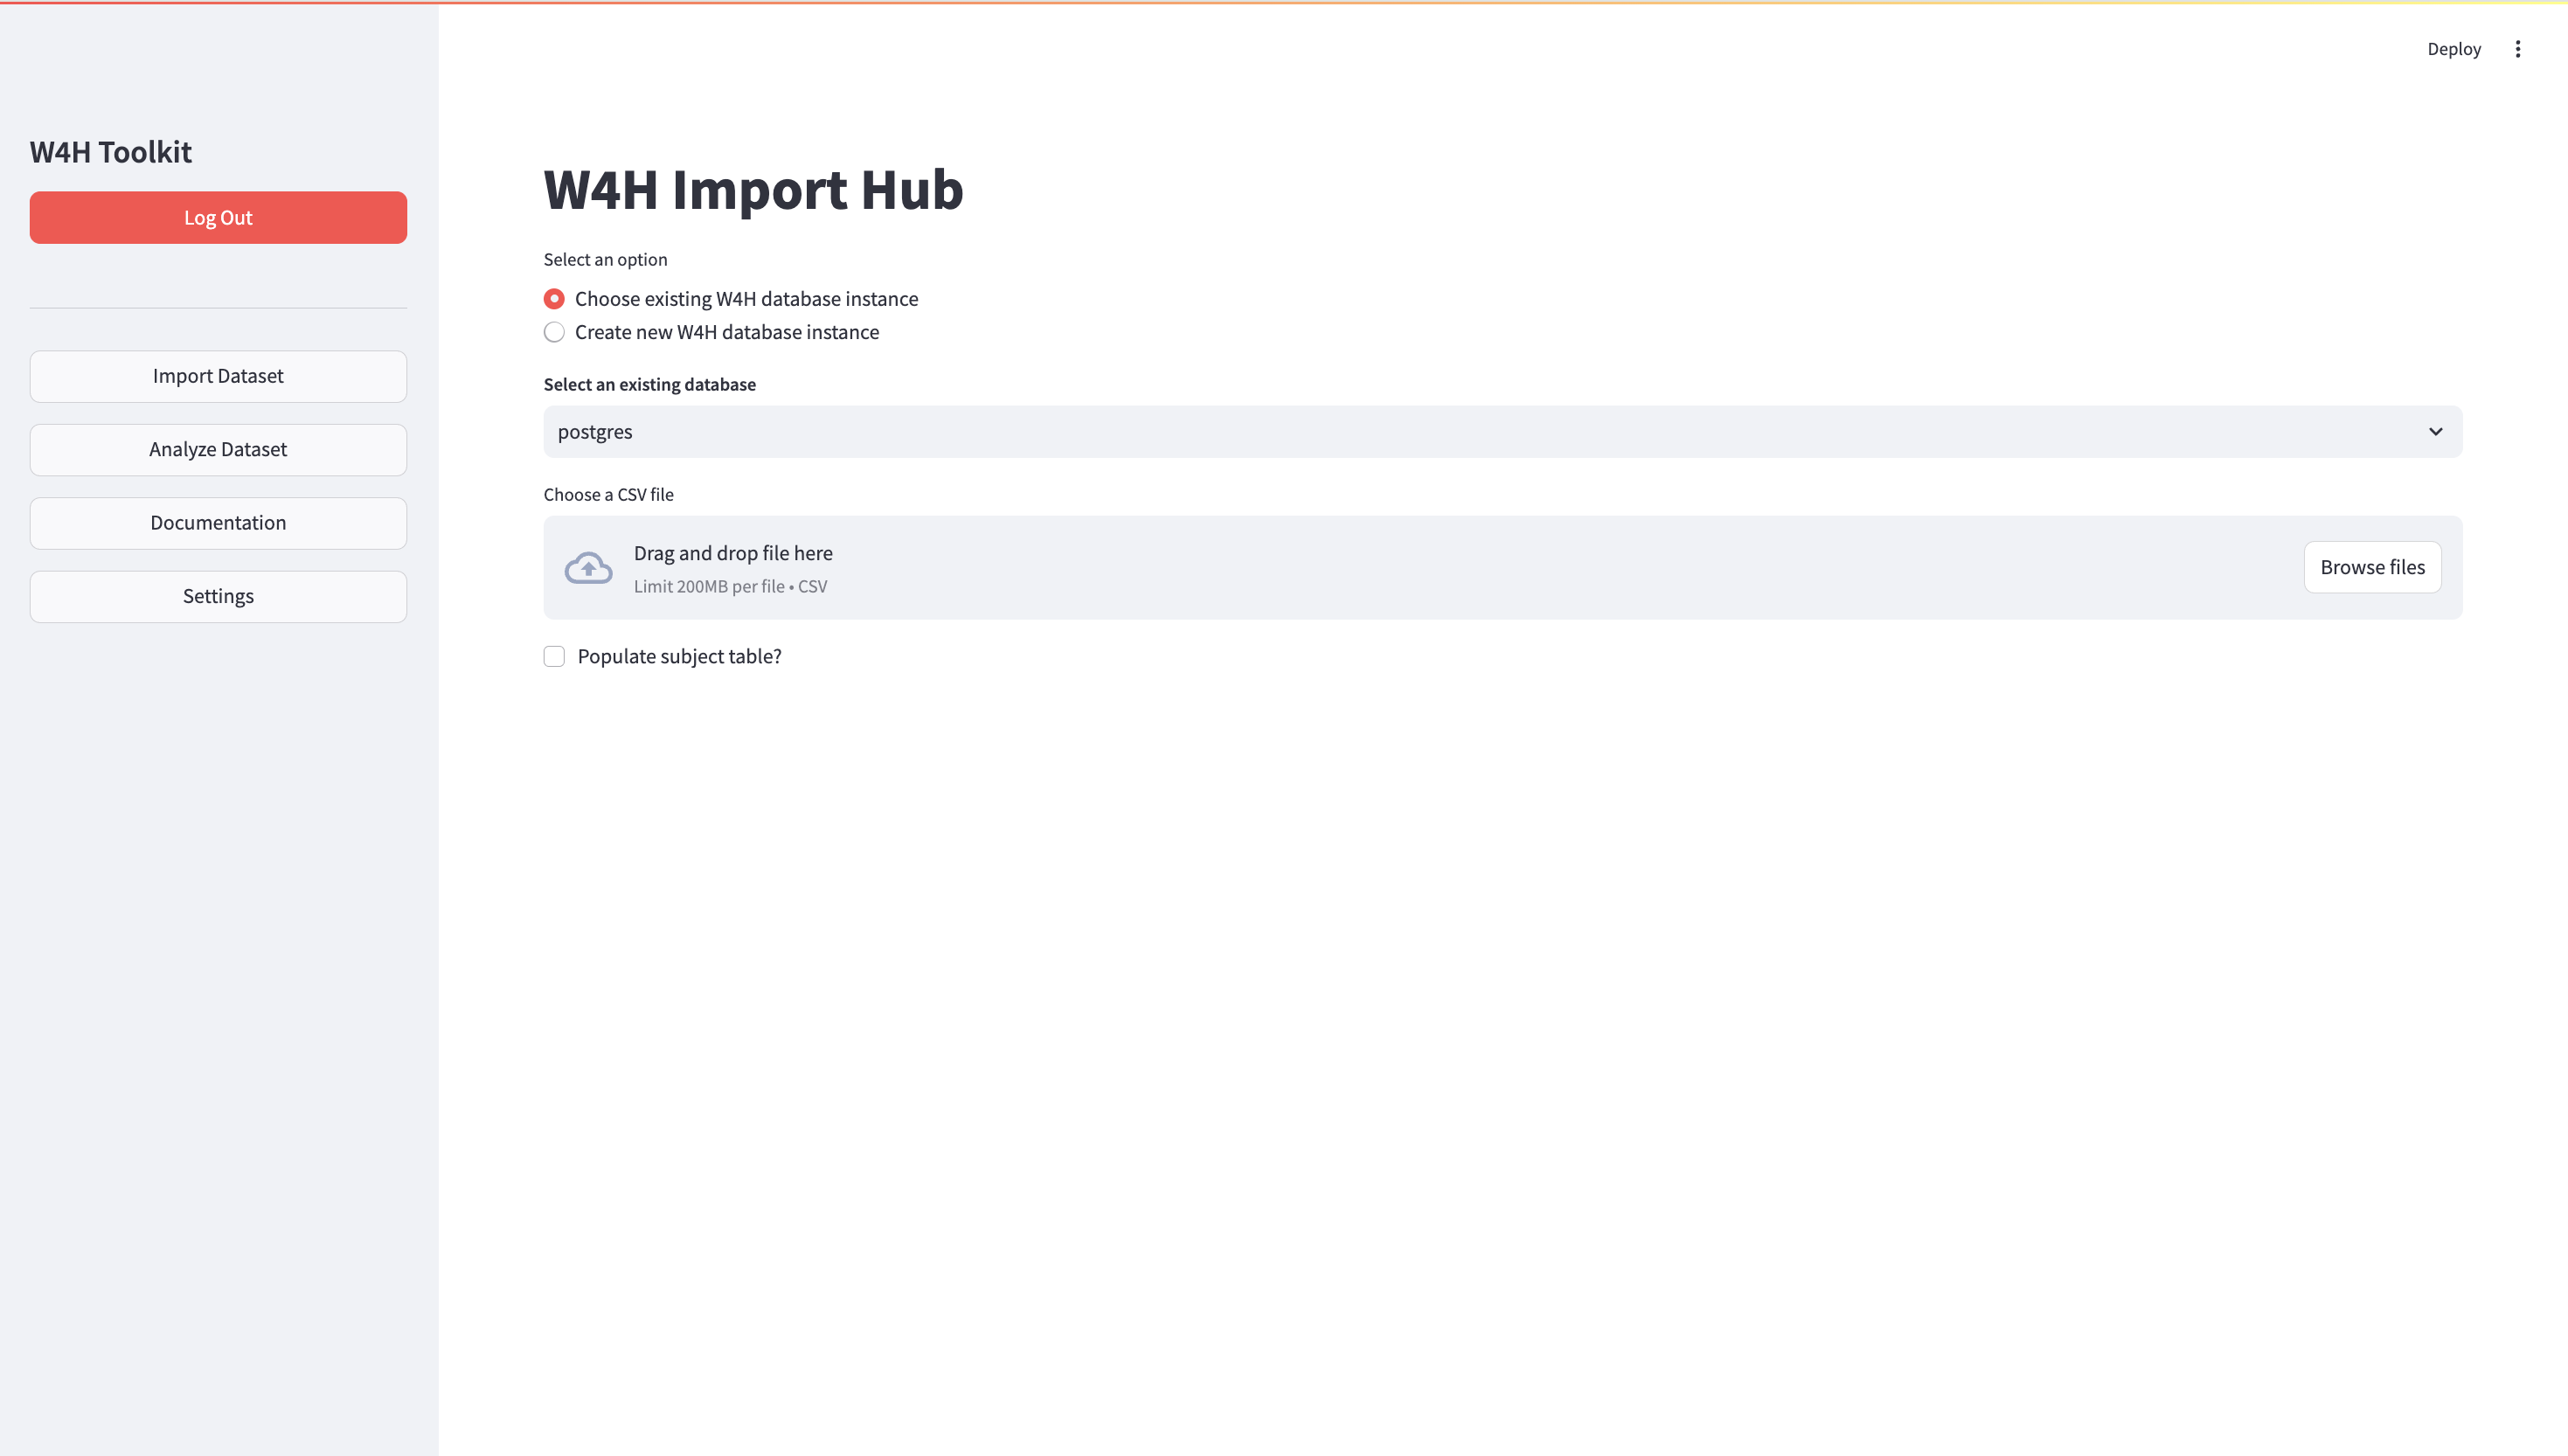 Deploy
W4H Toolkit
Log Out
Import Dataset
Analyze Dataset
Documentation
Settings
W4H Import Hub
Select an option
Choose existing W4H database instance
Create new W4H database instance
Select an existing database
postgres
Choose a CSV file
Drag and drop file here
Limit 200MB per file • CSV
Browse files
Populate subject table?